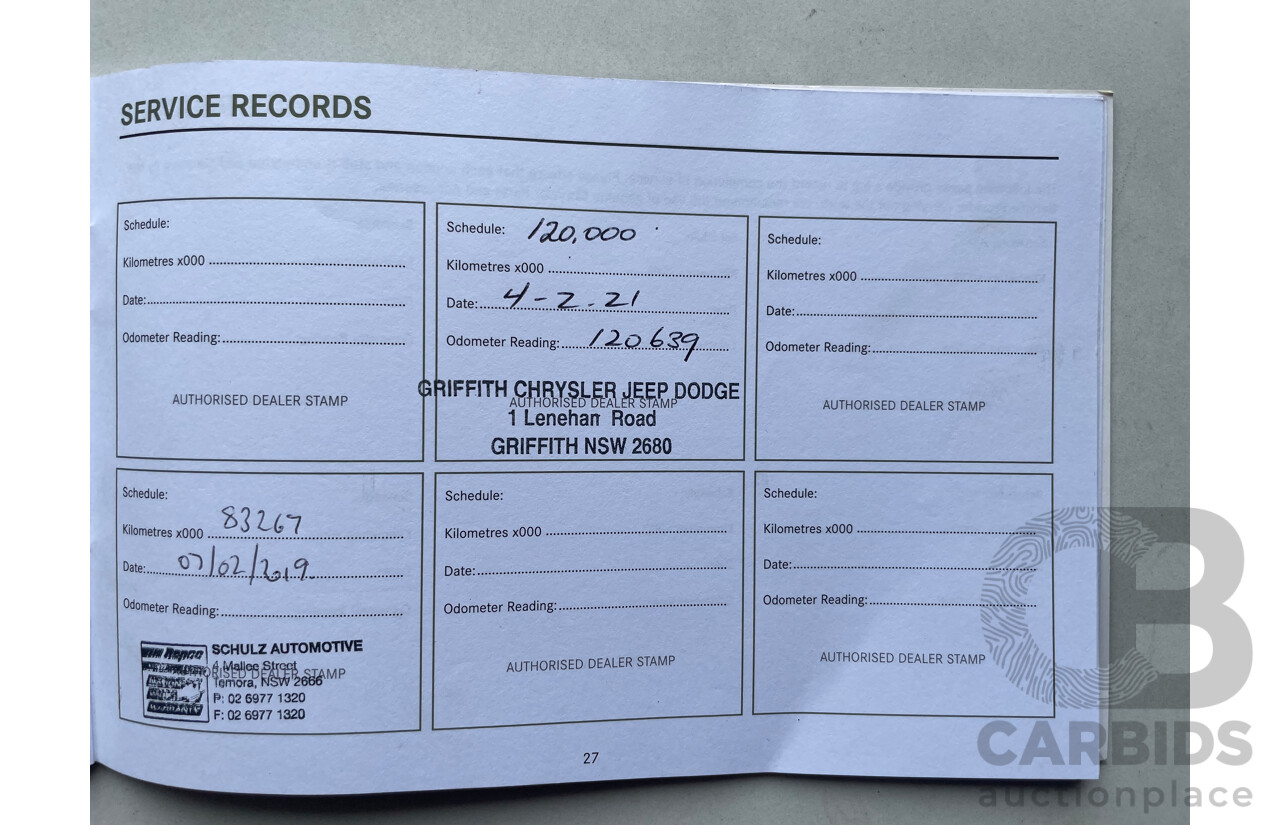 SERVICE RECORDS
Schedule:
Kilometres x000
Date:
Odometer Reading:
AUTHORISED DEALER STAMP
Schedule: 120,000
Kilometres x000
Date: 4-2-21
Odometer Reading: 120639
GRIFFITH CHRYSLER JEEP DODGE
AUTHORISED DEALER STAMP
1 Lenehan Road
GRIFFITH NSW 2680
Schedule:
Kilometres x000
Date:
Odometer Reading:
AUTHORISED DEALER STAMP
Schedule:
Kilometres x000 83267
Date: 07/02/2019
Odometer Reading:
Repco
SCHULZ AUTOMOTIVE
4 Mallee Street
AUTHORISED DEALER STAMP
Temora, NSW 2666
P: 02 6977 1320
F: 02 6977 1320
Schedule:
Kilometres x000
Date:
Odometer Reading:
AUTHORISED DEALER STAMP
Schedule:
Kilometres x000
Date:
Odometer Reading:
AUTHORISED DEALER STAMP
27
CB
CARBIDS
auctionplace